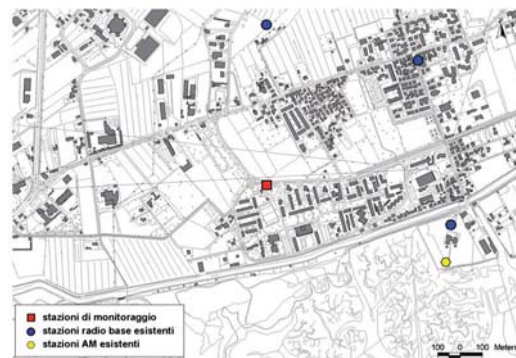 stazioni di monitoraggio
stazioni radio base esistenti
stazioni AM esistenti
100 0 100 Meters